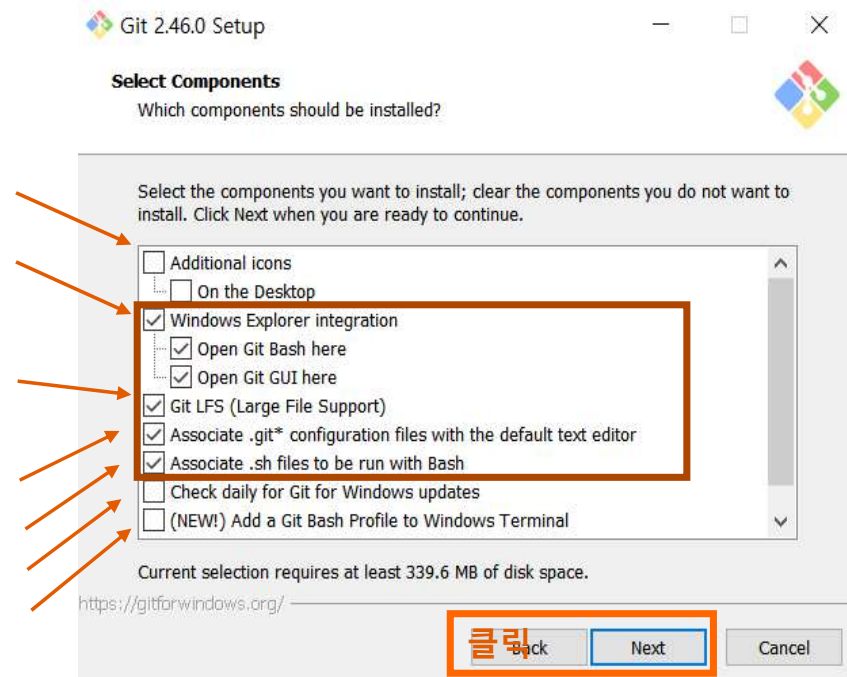 Git 2.46.0 Setup
Select Components
Which components should be installed?
Select the components you want to install; clear the components you do not want to
install. Click Next when you are ready to continue.
Additional icons
On the Desktop
Windows Explorer integration
Open Git Bash here
Open Git GUI here
Git LFS (Large File Support)
Associate .git* configuration files with the default text editor
Associate .sh files to be run with Bash
Check daily for Git for Windows updates
(NEW!) Add a Git Bash Profile to Windows Terminal
Current selection requires at least 339.6 MB of disk space.
https://gitforwindows.org/
클릭 Back Next Cancel